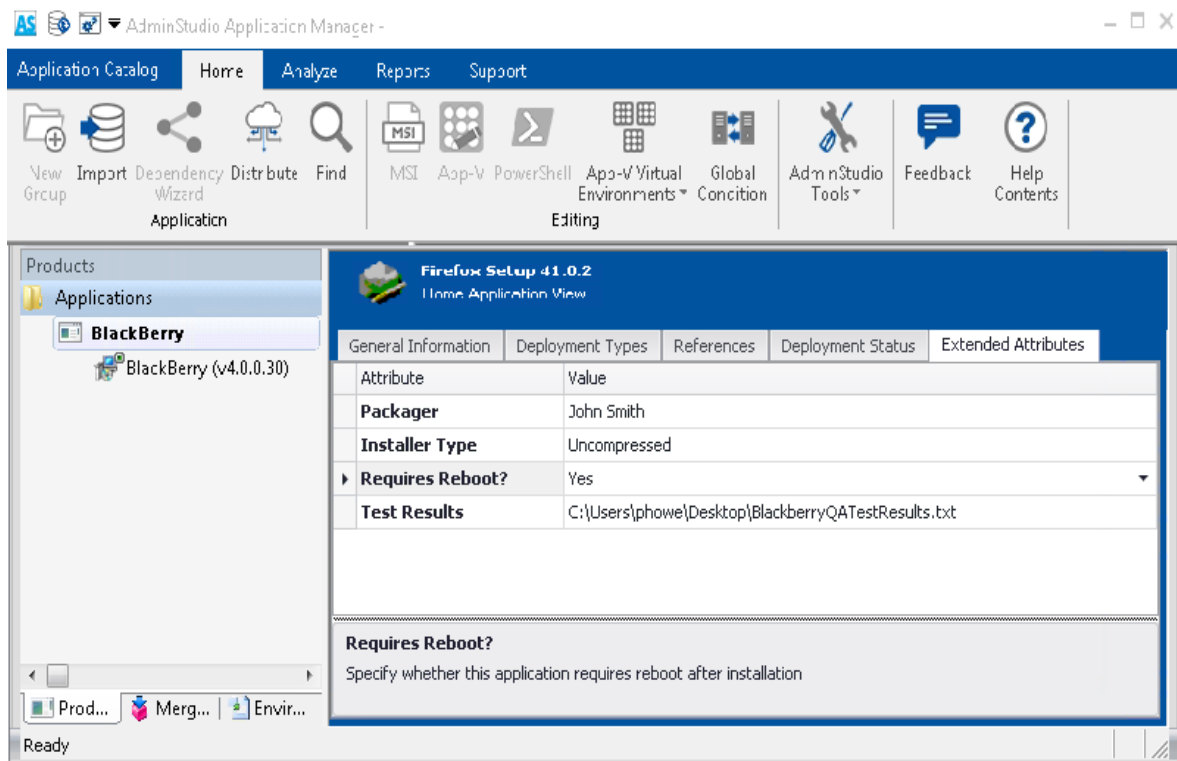 AS AdminStudio Application Manager -
Application Catalog Home Analyze Reports Support
New Group
Import
Dependency Wizard
Distribute
Find
Application
MSI
MSI
App-V
PowerShell
App-V Virtual Environments
Global Condition
Editing
AdminStudio Tools
Feedback
Help Contents
Products
Applications
BlackBerry
BlackBerry (v4.0.0.30)
Prod...
Merg...
Envir...
Firefox Setup 41.0.2
Home Application View
General Information Deployment Types References Deployment Status Extended Attributes
Attribute Value
Packager John Smith
Installer Type Uncompressed
Requires Reboot? Yes
Test Results C:\Users\phowe\Desktop\BlackberryQATestResults.txt
Requires Reboot?
Specify whether this application requires reboot after installation
Ready